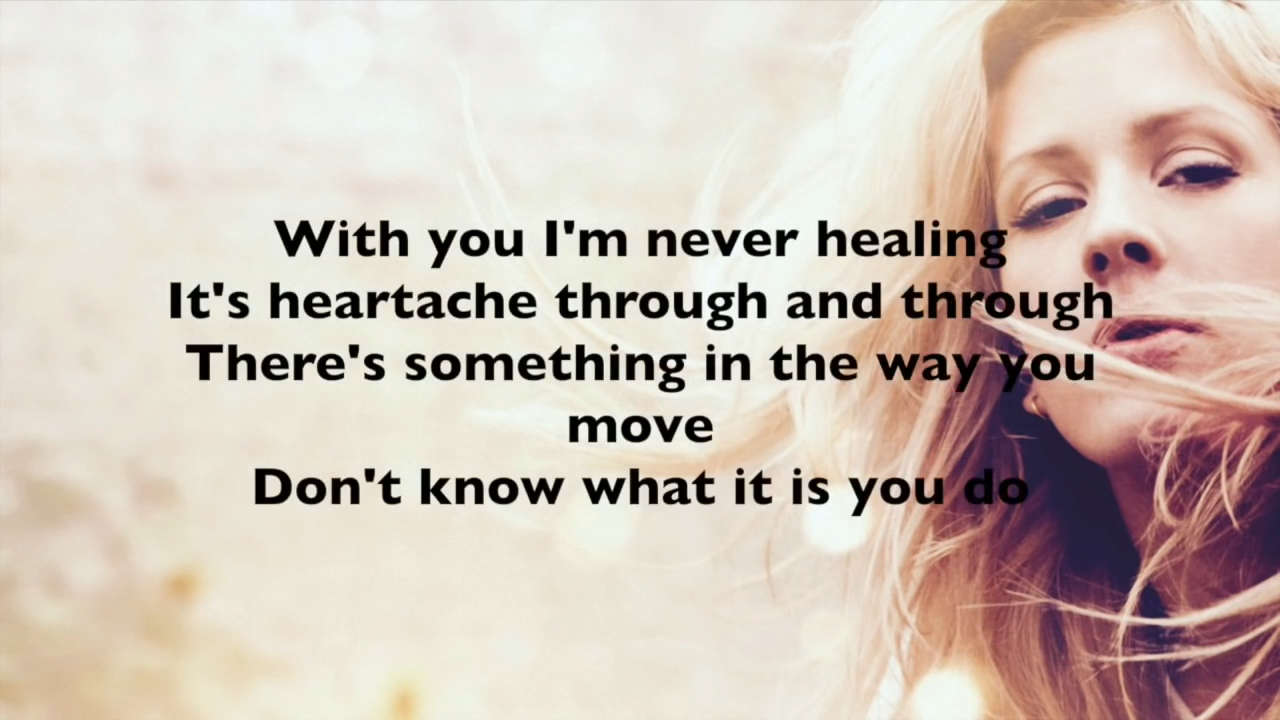 With you I'm never healing
It's heartache through and through
There's something in the way you
move
Don't know what it is you do